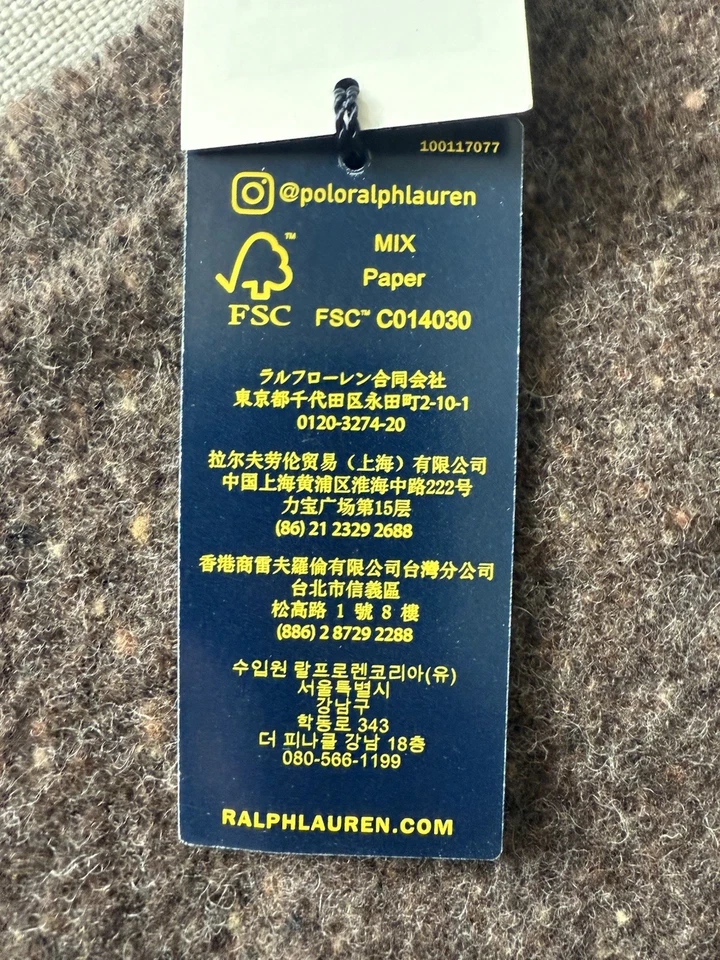 100117077
@poloralphlauren
MIX
Paper
FSC™ C014030
™
FSC
ラルフローレン合同会社
東京都千代田区永田町2-10-1
0120-3274-20
拉尔夫劳伦贸易（上海）有限公司
中国上海黄浦区淮海中路222号
力宝广场第15层
(86) 21 2329 2688
香港商雷夫羅倫有限公司台灣分公司
台北市信義區
松高路 1 號 8 樓
(886) 2 8729 2288
수입원 랄프로렌코리아(유)
서울특별시
강남구
학동로 343
더 피나클 강남 18층
080-566-1199
RALPHLAUREN.COM